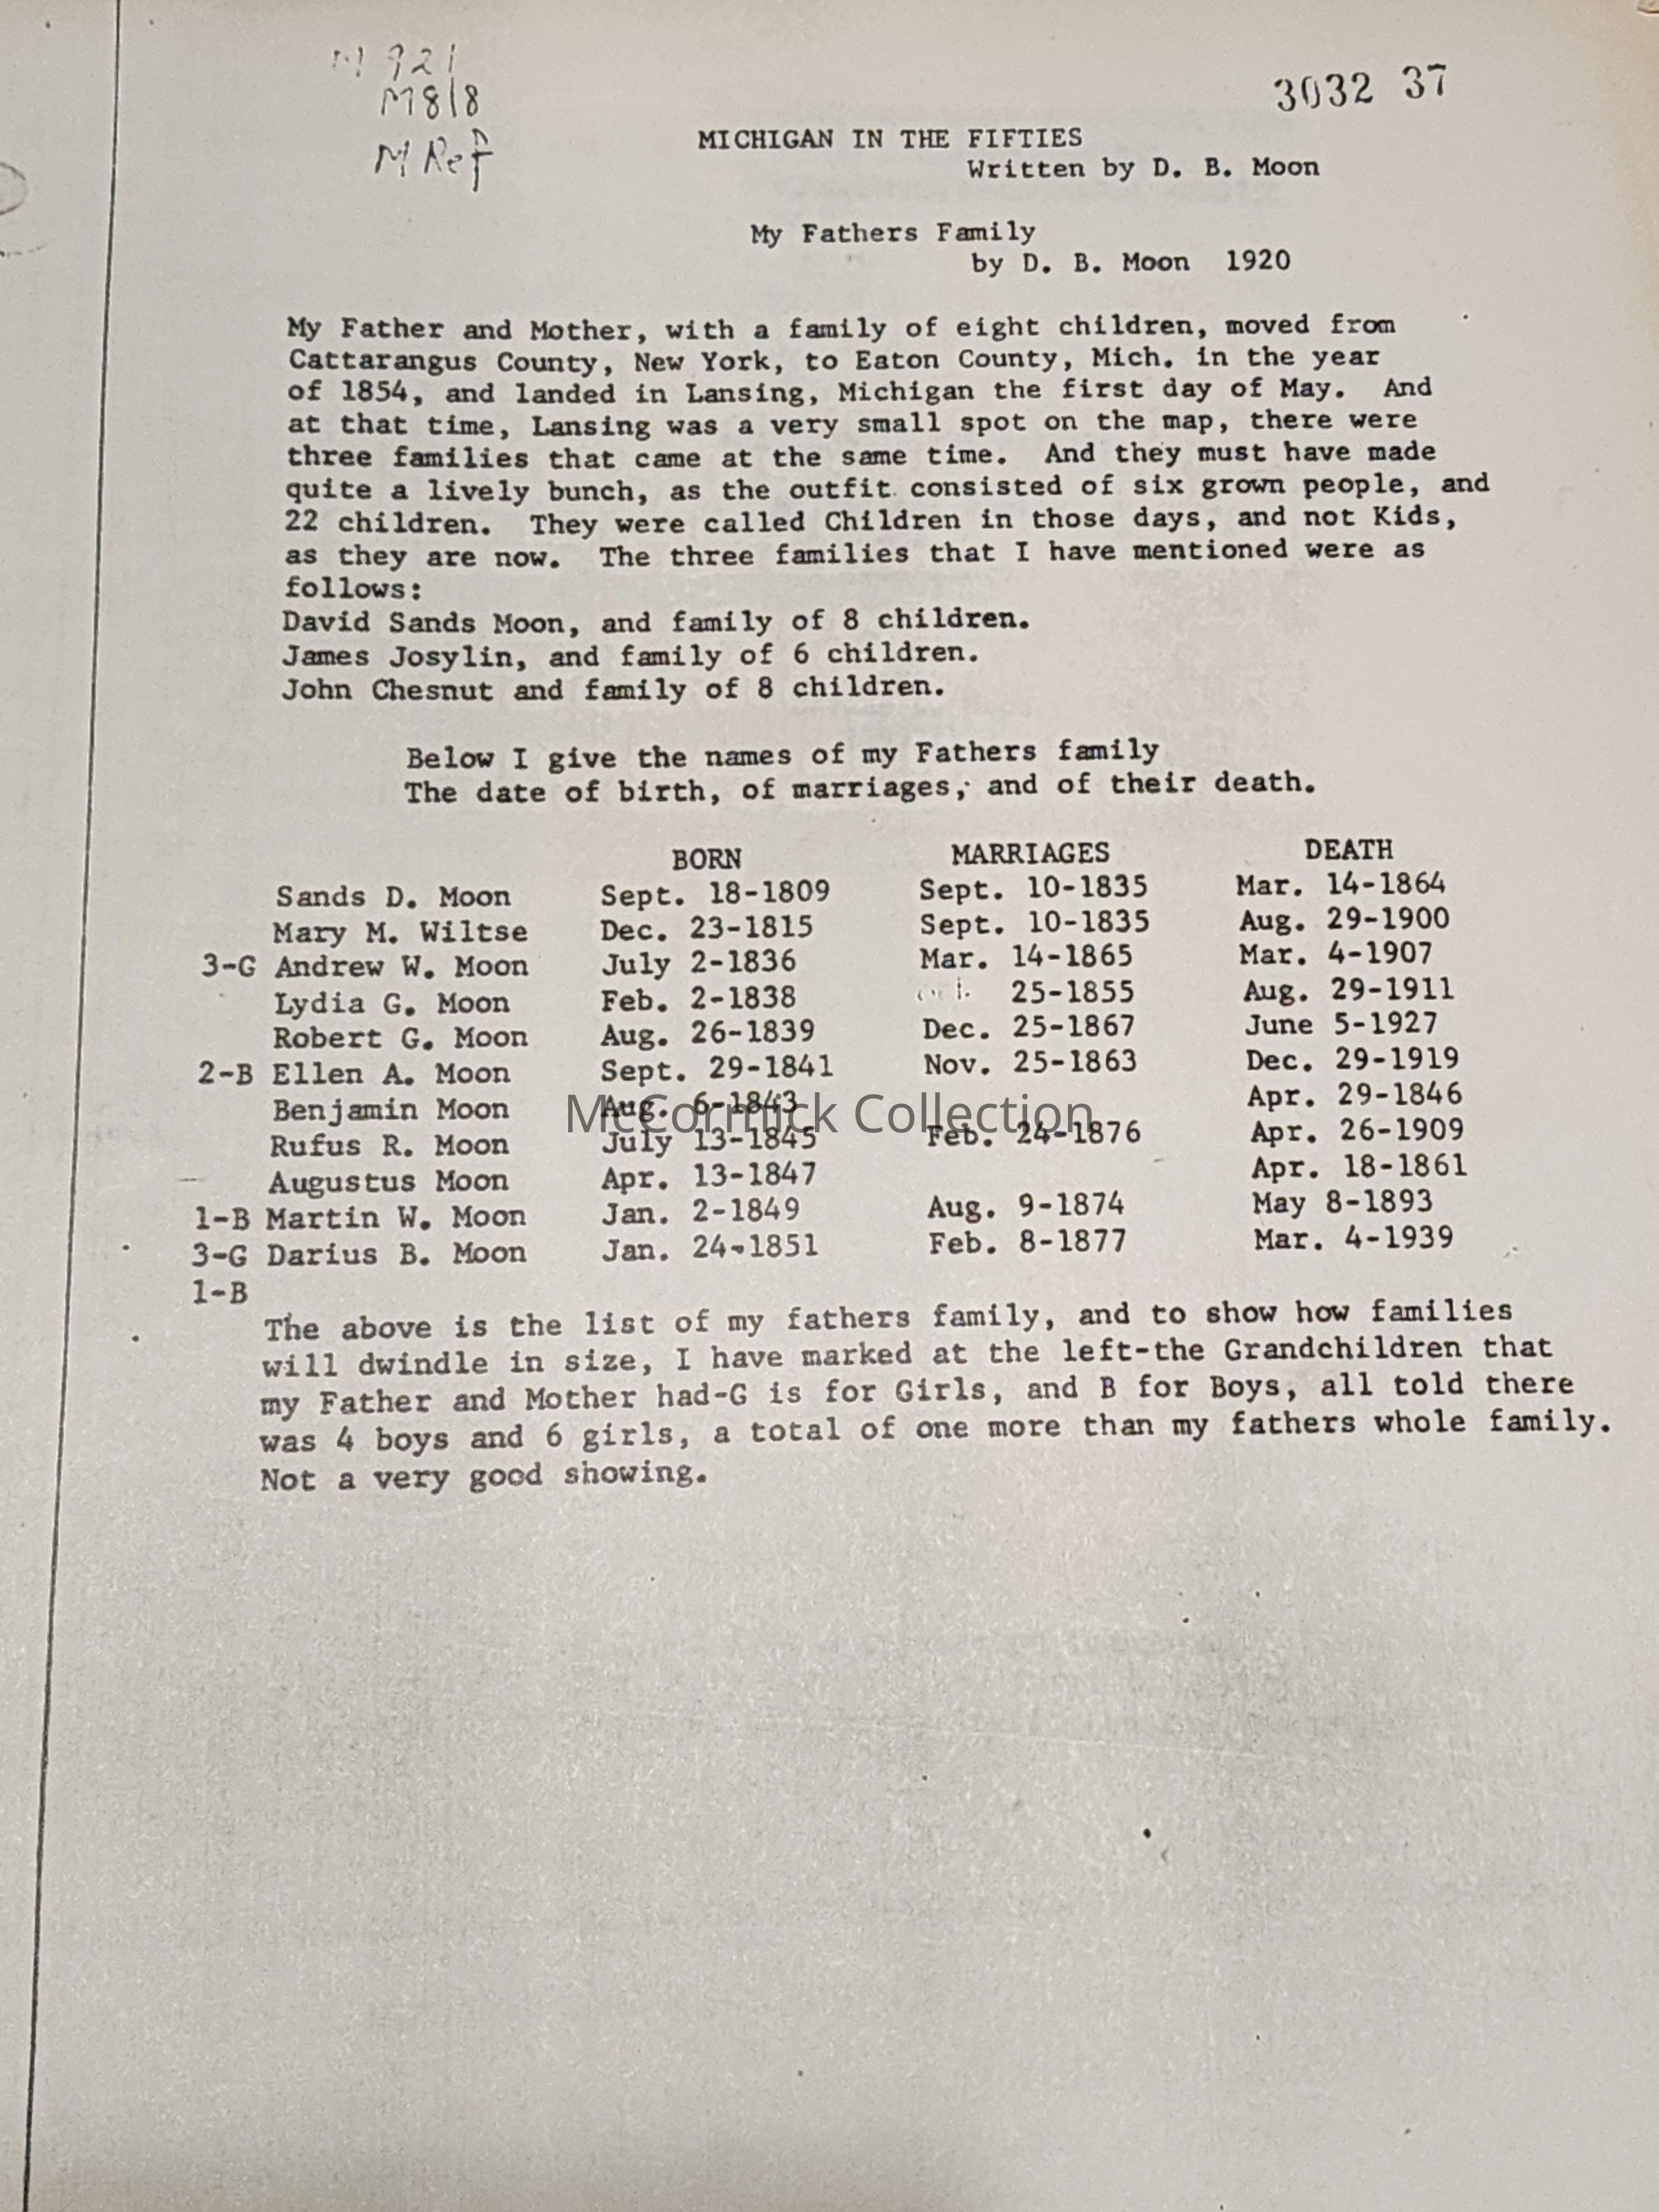 M 921
M818
M Ref
3032 37
MICHIGAN IN THE FIFTIES
Written by D. B. Moon
My Fathers Family
by D. B. Moon 1920
My Father and Mother, with a family of eight children, moved from
Cattarangus County, New York, to Eaton County, Mich. in the year
of 1854, and landed in Lansing, Michigan the first day of May. And
at that time, Lansing was a very small spot on the map, there were
three families that came at the same time. And they must have made
quite a lively bunch, as the outfit consisted of six grown people, and
22 children. They were called Children in those days, and not Kids,
as they are now. The three families that I have mentioned were as
follows:
David Sands Moon, and family of 8 children.
James Josylin, and family of 6 children.
John Chesnut and family of 8 children.
Below I give the names of my Fathers family
The date of birth, of marriages, and of their death.
BORN MARRIAGES DEATH
Sands D. Moon Sept. 18-1809 Sept. 10-1835 Mar. 14-1864
Mary M. Wiltse Dec. 23-1815 Sept. 10-1835 Aug. 29-1900
3-G Andrew W. Moon July 2-1836 Mar. 14-1865 Mar. 4-1907
Lydia G. Moon Feb. 2-1838 25-1855 Aug. 29-1911
Robert G. Moon Aug. 26-1839 Dec. 25-1867 June 5-1927
2-B Ellen A. Moon Sept. 29-1841 Nov. 25-1863 Dec. 29-1919
Benjamin Moon Aug. 6-1843 Apr. 29-1846
McCormick Collection
Rufus R. Moon July 13-1845 Feb. 24-1876 Apr. 26-1909
Augustus Moon Apr. 13-1847 Apr. 18-1861
1-B Martin W. Moon Jan. 2-1849 Aug. 9-1874 May 8-1893
3-G Darius B. Moon Jan. 24-1851 Feb. 8-1877 Mar. 4-1939
1-B
The above is the list of my fathers family, and to show how families
will dwindle in size, I have marked at the left-the Grandchildren that
my Father and Mother had-G is for Girls, and B for Boys, all told there
was 4 boys and 6 girls, a total of one more than my fathers whole family.
Not a very good showing.